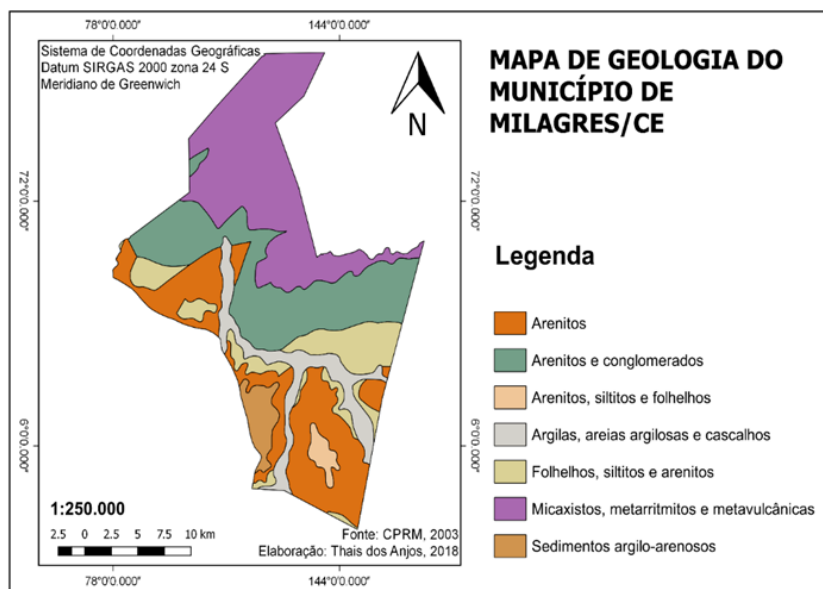 78°0'0.000"
144°0'0.000"
Sistema de Coordenadas Geográficas
Datum SIRGAS 2000 zona 24 S
Meridiano de Greenwich
N
MAPA DE GEOLOGIA DO
MUNICÍPIO DE
MILAGRES/CE
72°0'0.000"
72°0'0.000"
Legenda
Arenitos
Arenitos e conglomerados
Arenitos, siltitos e folhelhos
Argilas, areias argilosas e cascalhos
Folhelhos, siltitos e arenitos
Micaxistos, metarritmitos e metavulcânicas
Sedimentos argilo-arenosos
6°0'0.000"
6°0'0.000"
1:250.000
2.5 0 2.5 5 7.5 10 km
Fonte: CPRM, 2003
Elaboração: Thais dos Anjos, 2018
78°0'0.000"
144°0'0.000"